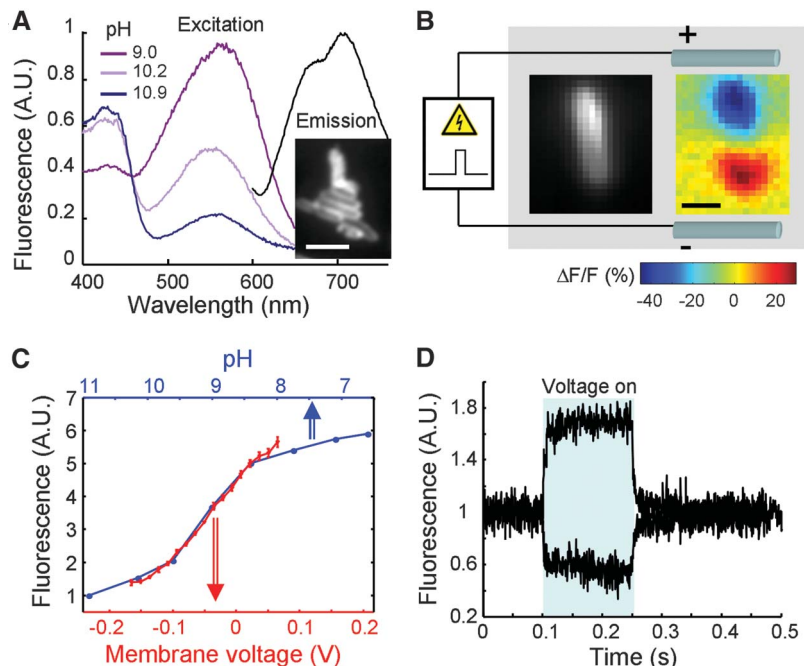 A
pH
9.0
10.2
10.9
Excitation
Emission
Fluorescence (A.U.)
1
0.8
0.6
0.4
0.2
0
400 500 600 700
Wavelength (nm)
B
+
-
ΔF/F (%)
-40 -20 0 20
C
pH
11 10 9 8 7
Fluorescence (A.U.)
7
6
5
4
3
2
1
0
-0.2 -0.1 0 0.1 0.2
Membrane voltage (V)
D
Voltage on
Fluorescence (A.U.)
1.8
1.4
1
0.6
0.2
0 0.1 0.2 0.3 0.4 0.5
Time (s)